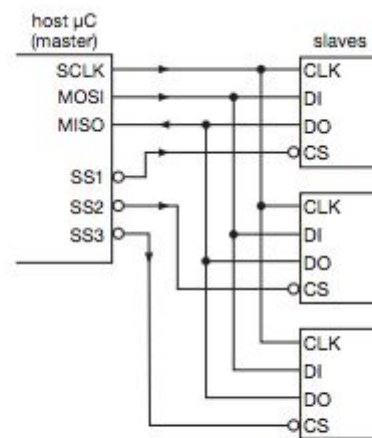 host µC
(master)
slaves
SCLK
MOSI
MISO
SS1
SS2
SS3
CLK
DI
DO
CS
CLK
DI
DO
CS
CLK
DI
DO
CS